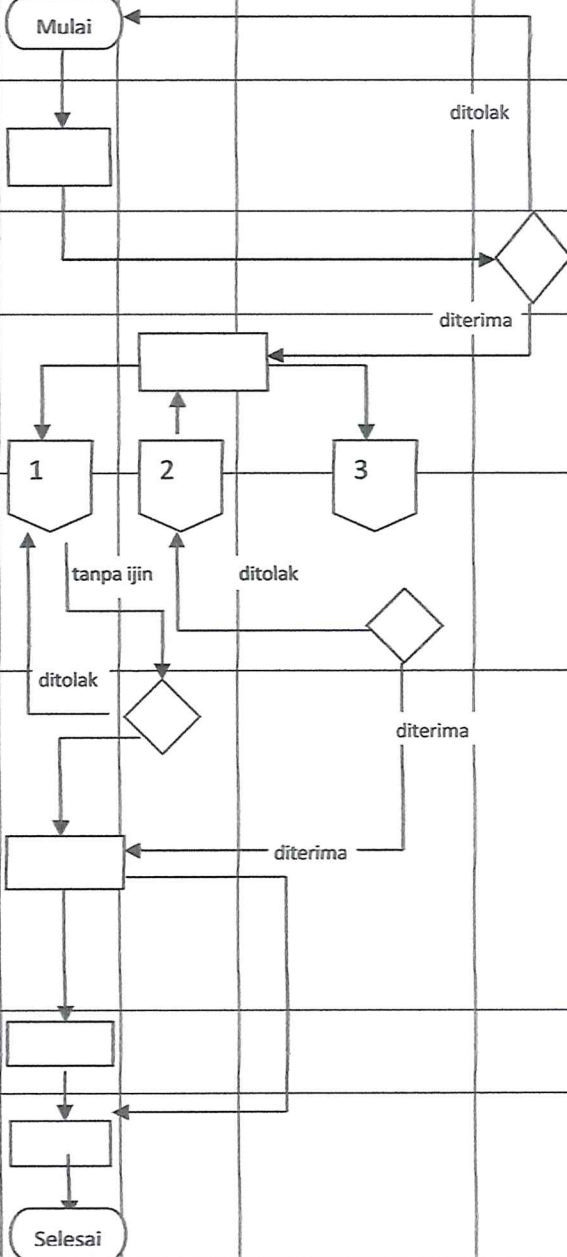 Mulai
ditolak
diterima
1
2
3
tanpa ijin
ditolak
ditolak
diterima
diterima
Selesai